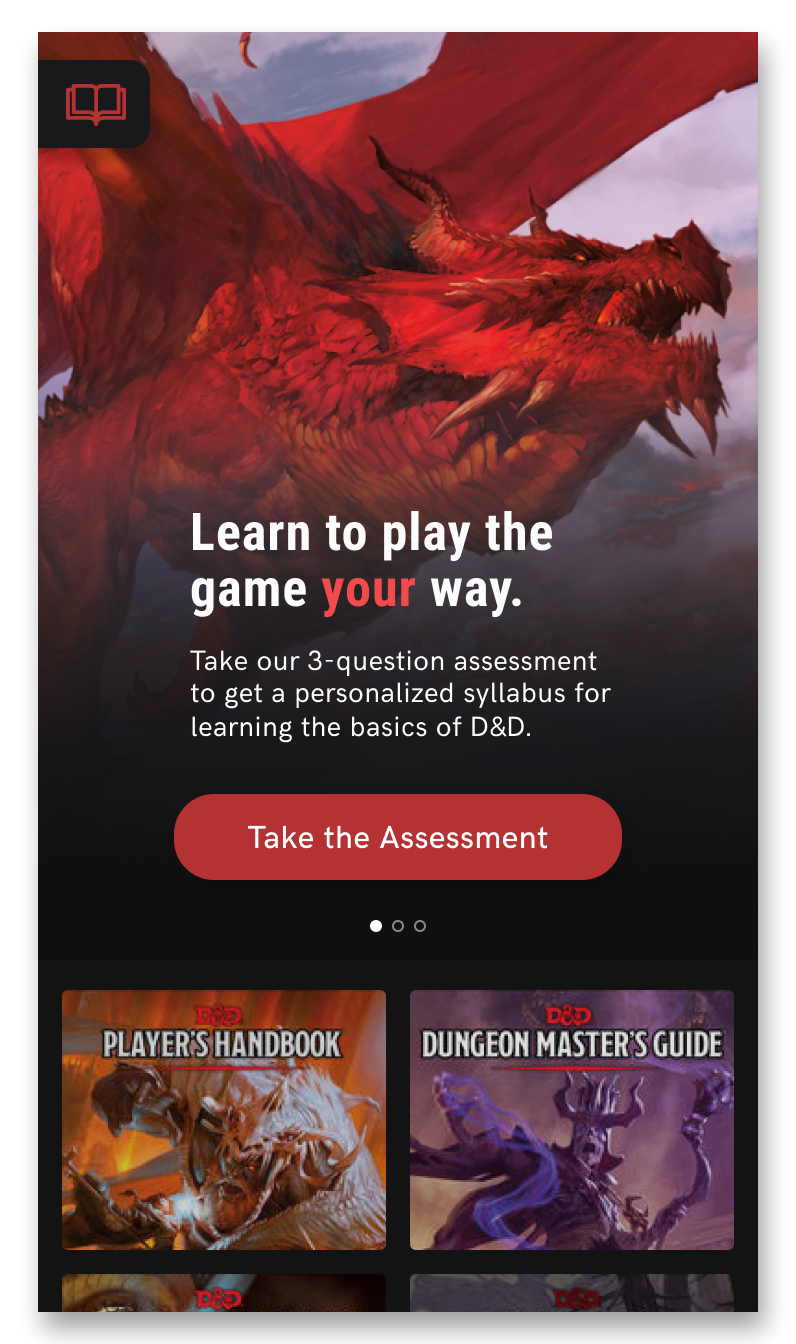 Learn to play the
game your way.
Take our 3-question assessment
to get a personalized syllabus for
learning the basics of D&D.
Take the Assessment
D&D
PLAYER'S HANDBOOK
D&D
DUNGEON MASTER'S GUIDE
D&D
D&D